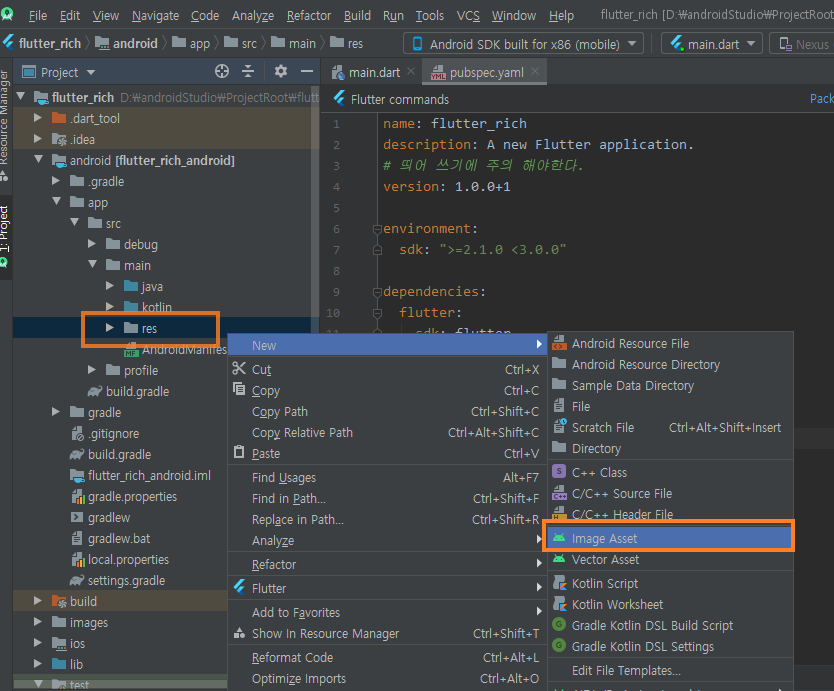 File Edit View Navigate Code Analyze Refactor Build Run Tools VCS Window Help flutter_rich [D:₩androidStudio₩ProjectRoot
flutter_rich android app src main res Android SDK built for x86 (mobile) main.dart Nexus
Project main.dart pubspec.yaml
Resource Manager
1: Project
flutter_rich D:₩androidStudio₩ProjectRoot₩flutt
.dart_tool
.idea
android [flutter_rich_android]
.gradle
app
src
debug
main
java
kotlin
res
AndroidManifes
profile
build.gradle
gradle
.gitignore
build.gradle
flutter_rich_android.iml
gradle.properties
gradlew
gradlew.bat
local.properties
settings.gradle
build
images
ios
lib
test
Flutter commands Pack
1 name: flutter_rich
2 description: A new Flutter application.
3 # 띄어 쓰기에 주의 해야한다.
4 version: 1.0.0+1
5
6 environment:
7 sdk: ">=2.1.0 <3.0.0"
8
9 dependencies:
10 flutter:
11 sdk: flutter
New
Cut Ctrl+X
Copy Ctrl+C
Copy Path Ctrl+Shift+C
Copy Relative Path Ctrl+Alt+Shift+C
Paste Ctrl+V
Find Usages Alt+F7
Find in Path... Ctrl+Shift+F
Replace in Path... Ctrl+Shift+R
Analyze
Refactor
Flutter
Add to Favorites
Show In Resource Manager Ctrl+Shift+T
Reformat Code Ctrl+Alt+L
Optimize Imports Ctrl+Alt+O
Android Resource File
Android Resource Directory
Sample Data Directory
File
Scratch File Ctrl+Alt+Shift+Insert
Directory
C++ Class
C/C++ Source File
C/C++ Header File
Image Asset
Vector Asset
Kotlin Script
Kotlin Worksheet
Gradle Kotlin DSL Build Script
Gradle Kotlin DSL Settings
Edit File Templates...